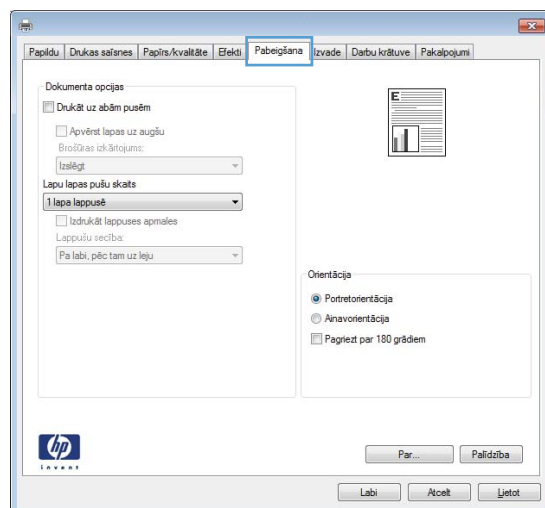 Papildu Drukas saīsnes Papīrs/kvalitāte Efekti Pabeigšana Izvade Darbu krātuve Pakalpojumi
Dokumenta opcijas
Drukāt uz abām pusēm
Apvērst lapas uz augšu
Brošūras izkārtojums:
Izslēgt
Lapu lapas pušu skaits
1 lapa lappusē
Izdrukāt lappuses apmales
Lappušu secība:
Pa labi, pēc tam uz leju
E
Orientācija
Portretorientācija
Ainavorientācija
Pagriezt par 180 grādiem
hp
invent
Par... Palīdzība
Labi Atcelt Lietot